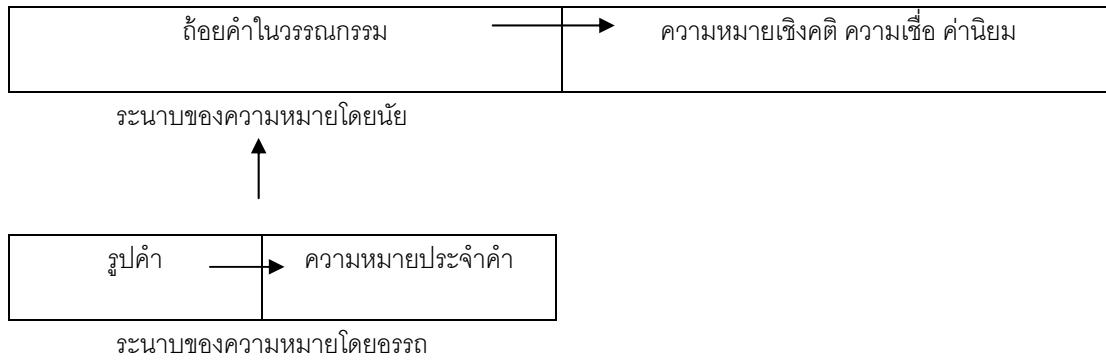 ถ้อยคำในวรรณกรรม ความหมายเชิงคติ ความเชื่อ ค่านิยม
ระนาบของความหมายโดยนัย
รูปคำ ความหมายประจำคำ
ระนาบของความหมายโดยอรรถ